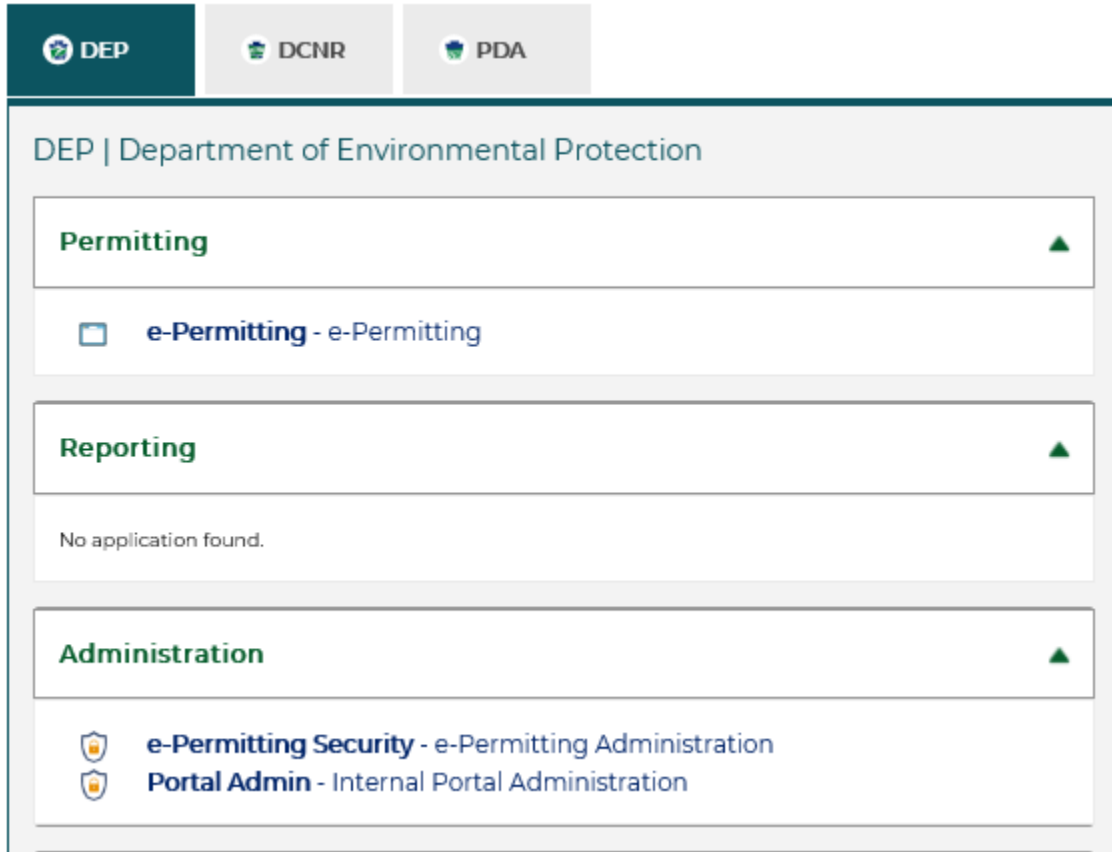 DEP DCNR PDA
DEP | Department of Environmental Protection
Permitting
e-Permitting - e-Permitting
Reporting
No application found.
Administration
e-Permitting Security - e-Permitting Administration
Portal Admin - Internal Portal Administration